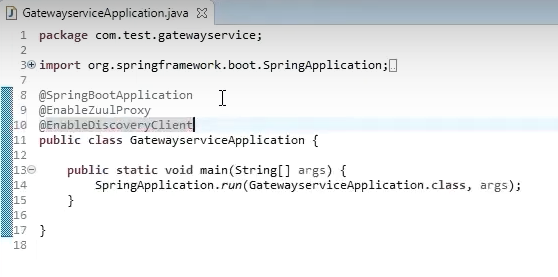 GatewayserviceApplication.java
1 package com.test.gatewayservice;
2
3 import org.springframework.boot.SpringApplication;
7
8 @SpringBootApplication
9 @EnableZuulProxy
10 @EnableDiscoveryClient
11 public class GatewayserviceApplication {
12
13 public static void main(String[] args) {
14 SpringApplication.run(GatewayserviceApplication.class, args);
15 }
16
17 }
18